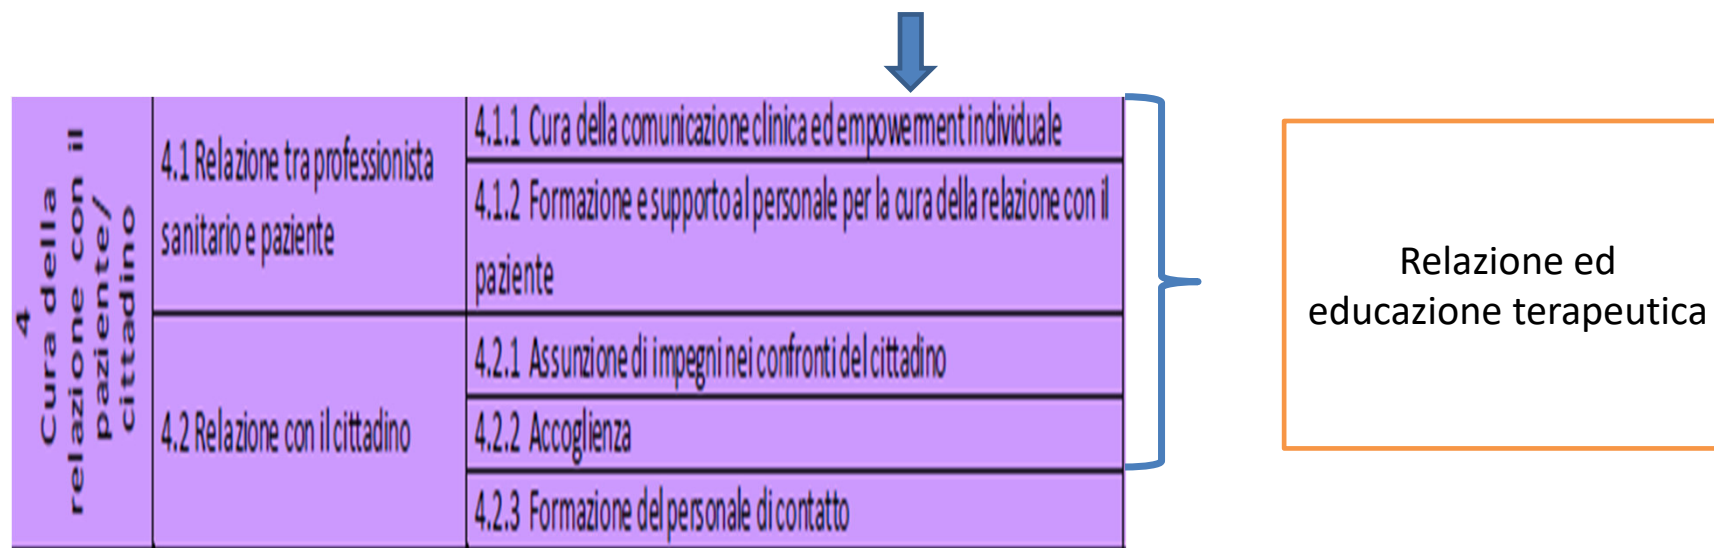 4
Cura della
relazione con il
paziente/
cittadino
4.1 Relazione tra professionista
sanitario e paziente
4.1.1 Cura della comunicazione clinica ed empowerment individuale
4.1.2 Formazione e supporto al personale per la cura della relazione con il
paziente
4.2 Relazione con il cittadino
4.2.1 Assunzione di impegni nei confronti del cittadino
4.2.2 Accoglienza
4.2.3 Formazione del personale di contatto
Relazione ed
educazione terapeutica